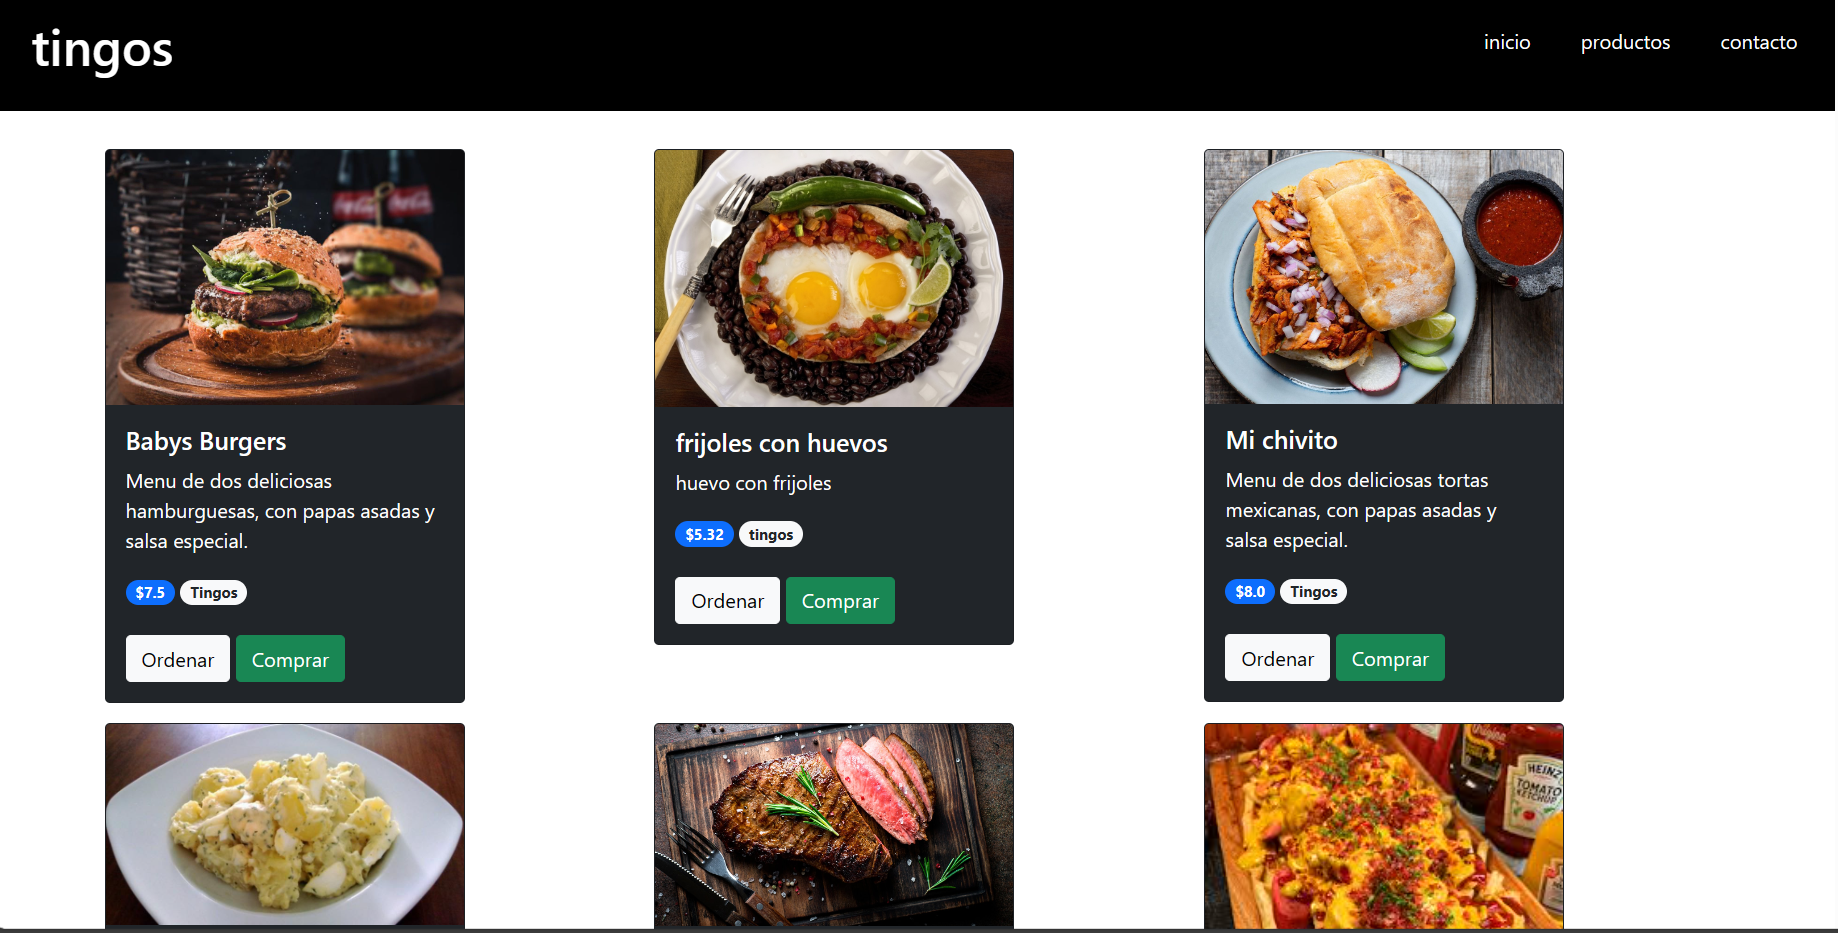 tingos
inicio
productos
contacto
Babys Burgers
Menu de dos deliciosas
hamburguesas, con papas asadas y
salsa especial.
$7.5 Tingos
Ordenar Comprar
frijoles con huevos
huevo con frijoles
$5.32 tingos
Ordenar Comprar
Mi chivito
Menu de dos deliciosas tortas
mexicanas, con papas asadas y
salsa especial.
$8.0 Tingos
Ordenar Comprar
HEINZ
TOMATO
KETCHUP